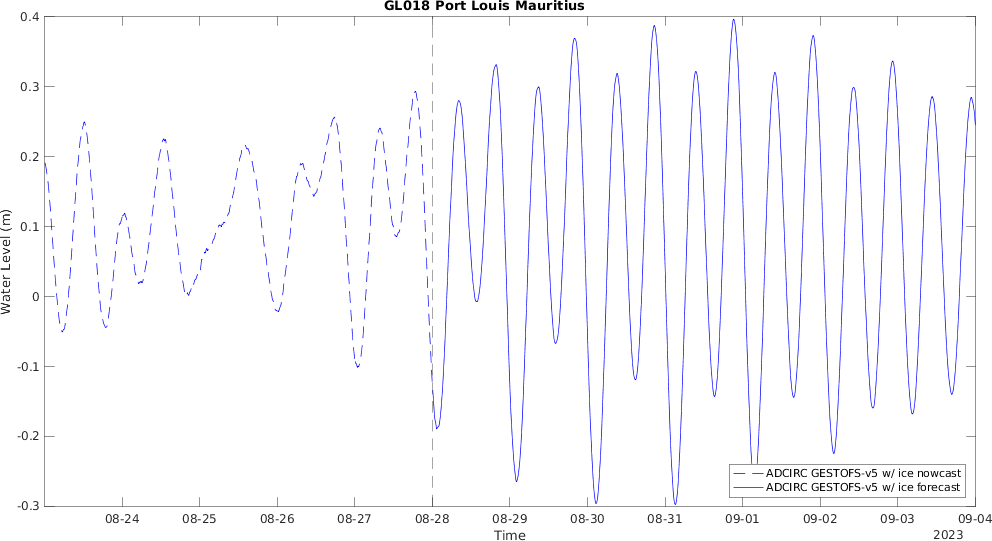 GL018 Port Louis Mauritius
Water Level (m)
0.4
0.3
0.2
0.1
0
-0.1
-0.2
-0.3
ADCIRC GESTOFS-v5 w/ ice nowcast
ADCIRC GESTOFS-v5 w/ ice forecast
08-24 08-25 08-26 08-27 08-28 08-29 08-30 08-31 09-01 09-02 09-03 09-04
Time
2023